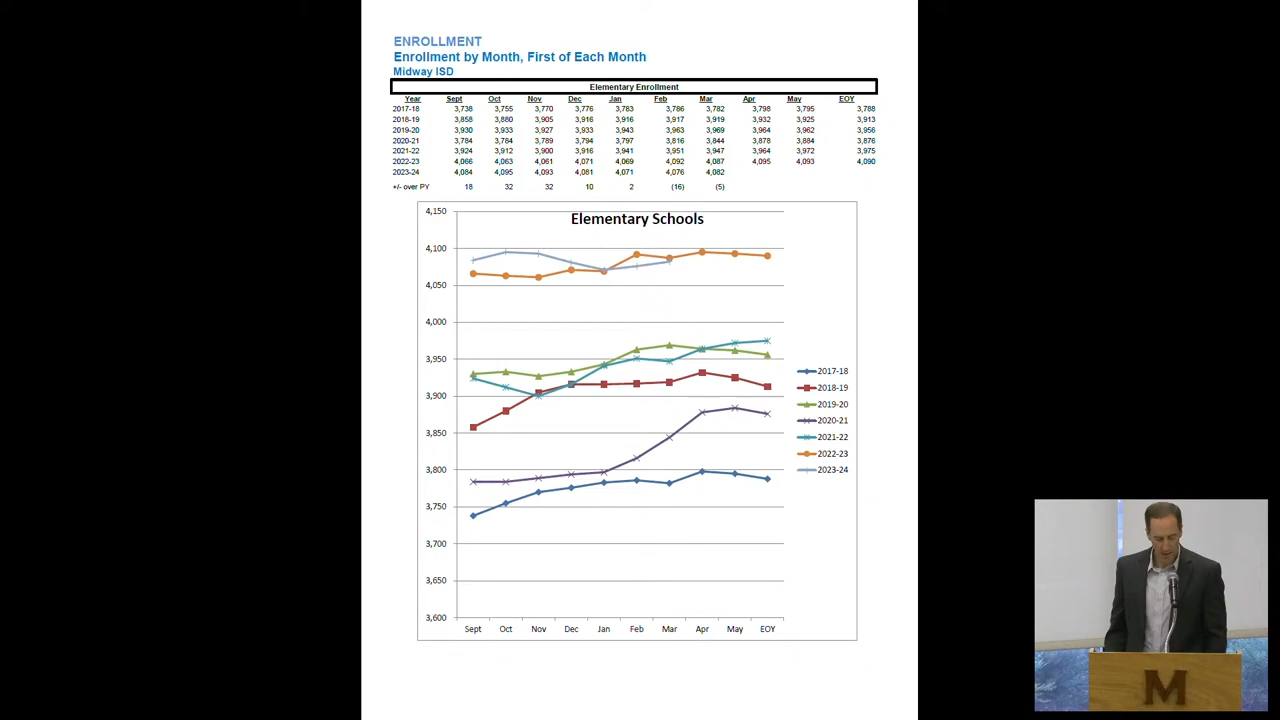 ENROLLMENT
Enrollment by Month, First of Each Month
Midway ISD
Elementary Enrollment
Year Sept Oct Nov Dec Jan Feb Mar Apr May EOY
2017-18 3,738 3,755 3,770 3,776 3,783 3,786 3,782 3,798 3,795 3,788
2018-19 3,858 3,880 3,905 3,916 3,916 3,917 3,919 3,932 3,925 3,913
2019-20 3,930 3,933 3,927 3,933 3,943 3,963 3,969 3,964 3,962 3,956
2020-21 3,784 3,784 3,789 3,794 3,797 3,816 3,844 3,878 3,884 3,876
2021-22 3,924 3,912 3,900 3,916 3,941 3,951 3,947 3,964 3,972 3,975
2022-23 4,066 4,063 4,061 4,071 4,069 4,092 4,087 4,095 4,093 4,090
2023-24 4,084 4,095 4,093 4,081 4,071 4,076 4,082
+/- over PY 18 32 32 10 2 (16) (5)
Elementary Schools
4,150
4,100
4,050
4,000
3,950
3,900
3,850
3,800
3,750
3,700
3,650
3,600
Sept Oct Nov Dec Jan Feb Mar Apr May EOY
2017-18
2018-19
2019-20
2020-21
2021-22
2022-23
2023-24
M